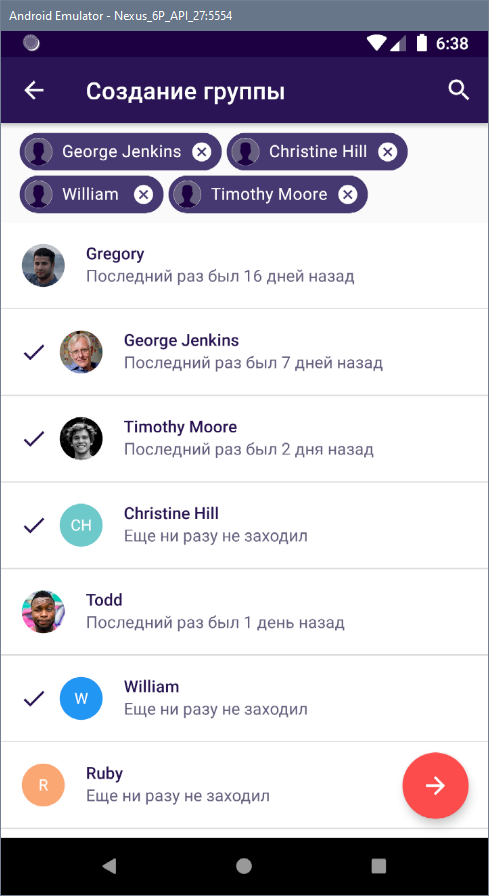 Android Emulator - Nexus_6P_API_27:5554
6:38
Создание группы
George Jenkins Christine Hill
William Timothy Moore
Gregory
Последний раз был 16 дней назад
George Jenkins
Последний раз был 7 дней назад
Timothy Moore
Последний раз был 2 дня назад
CH
Christine Hill
Еще ни разу не заходил
Todd
Последний раз был 1 день назад
W
William
Еще ни разу не заходил
R
Ruby
Еще ни разу не заходил